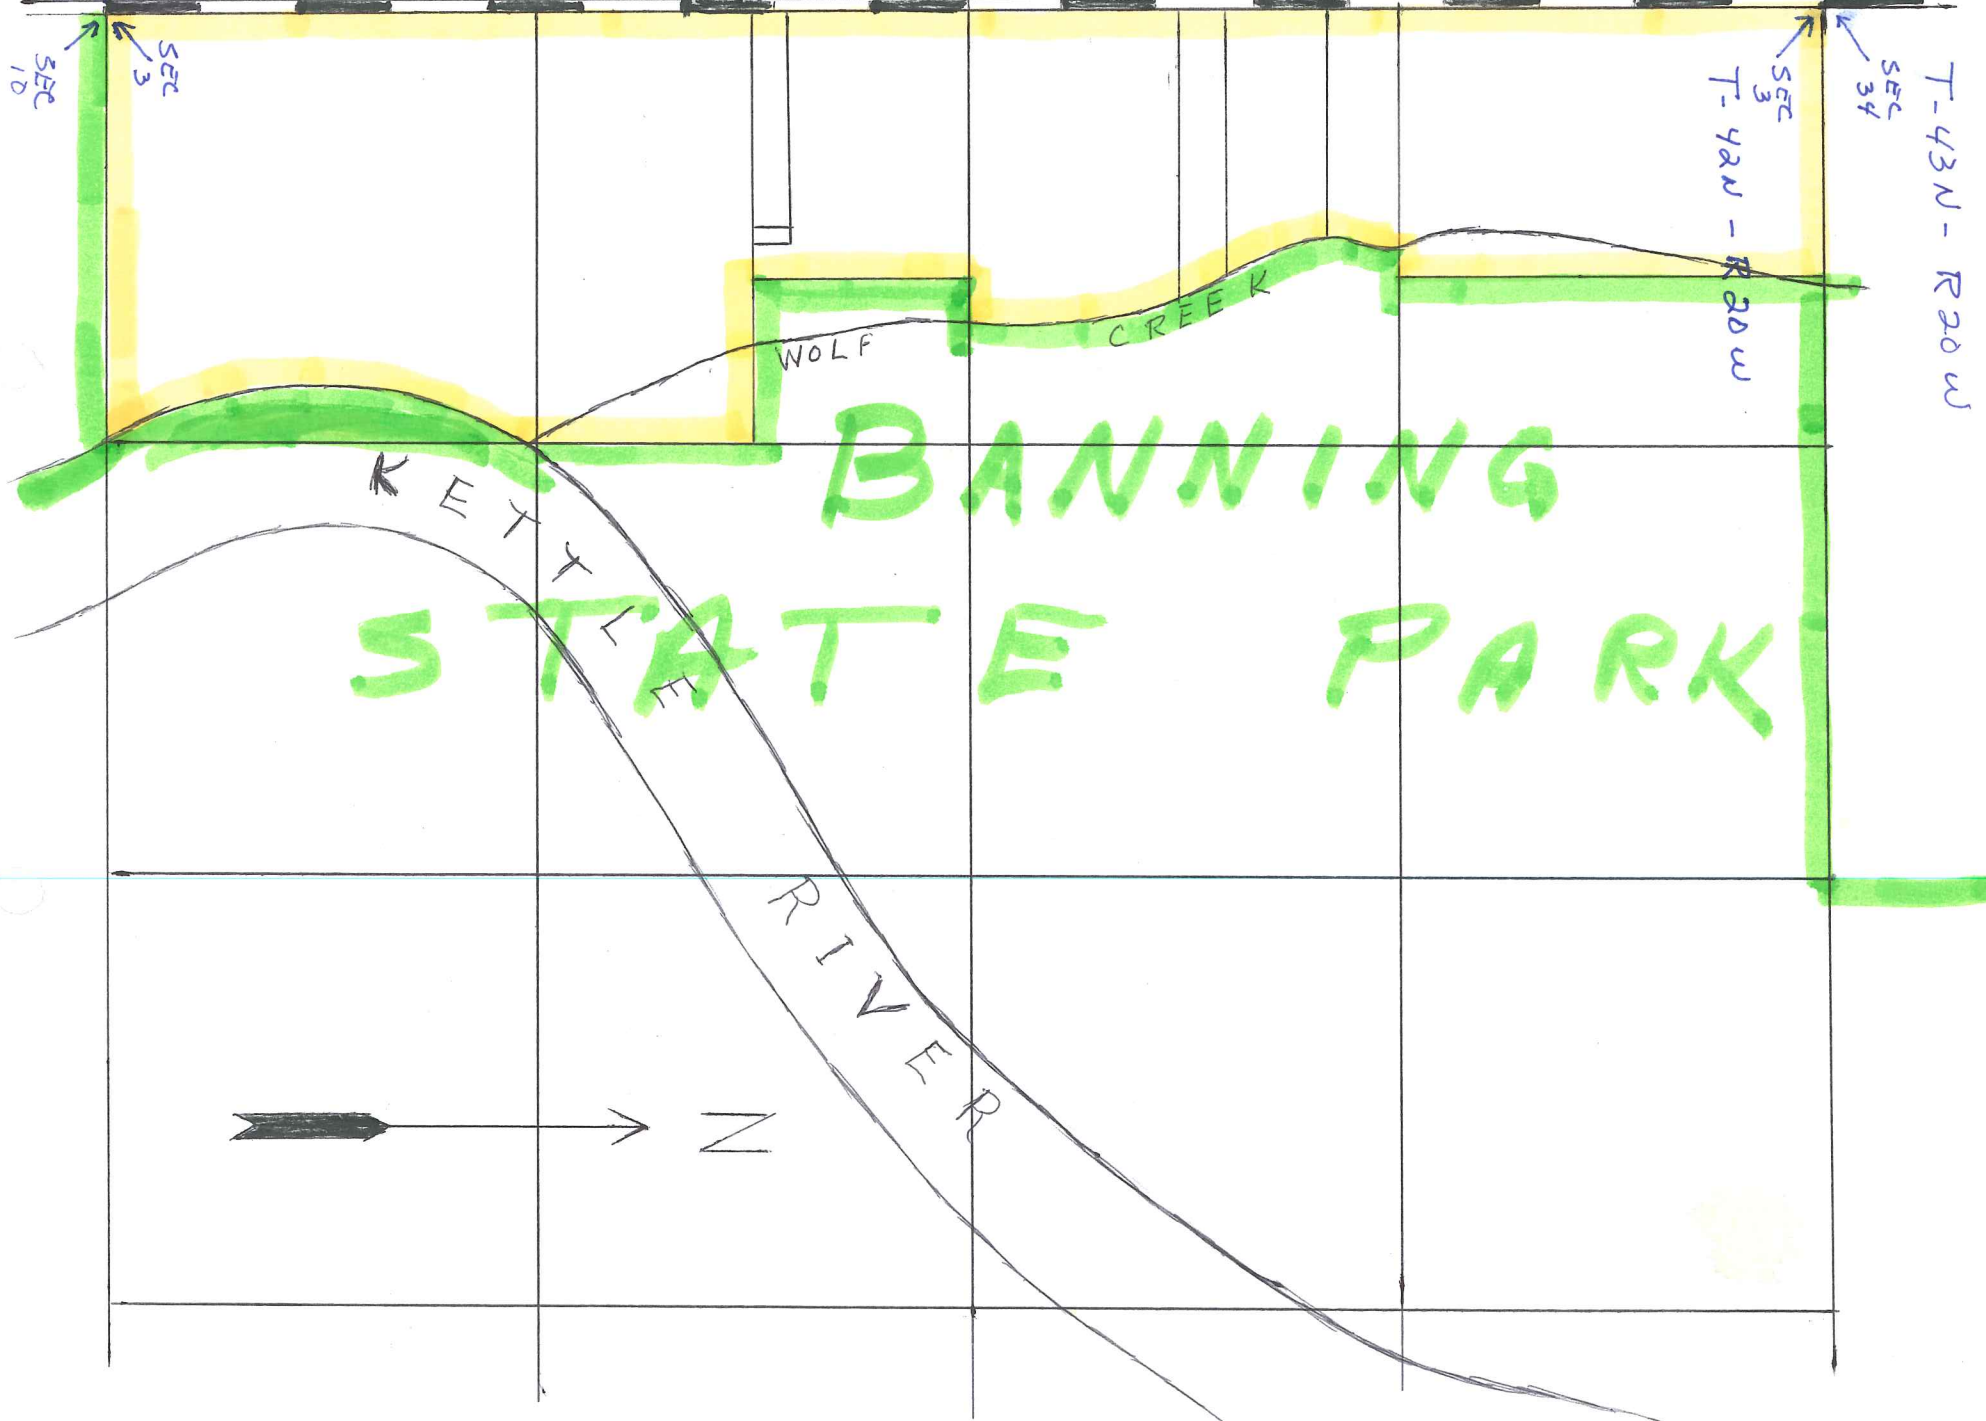 SEC
10
SEC
3
SEC
3
T-42N - R20W
SEC
34
T-43N - R20W
WOLF CREEK
BANNING
STATE PARK
KETTLE RIVER
N